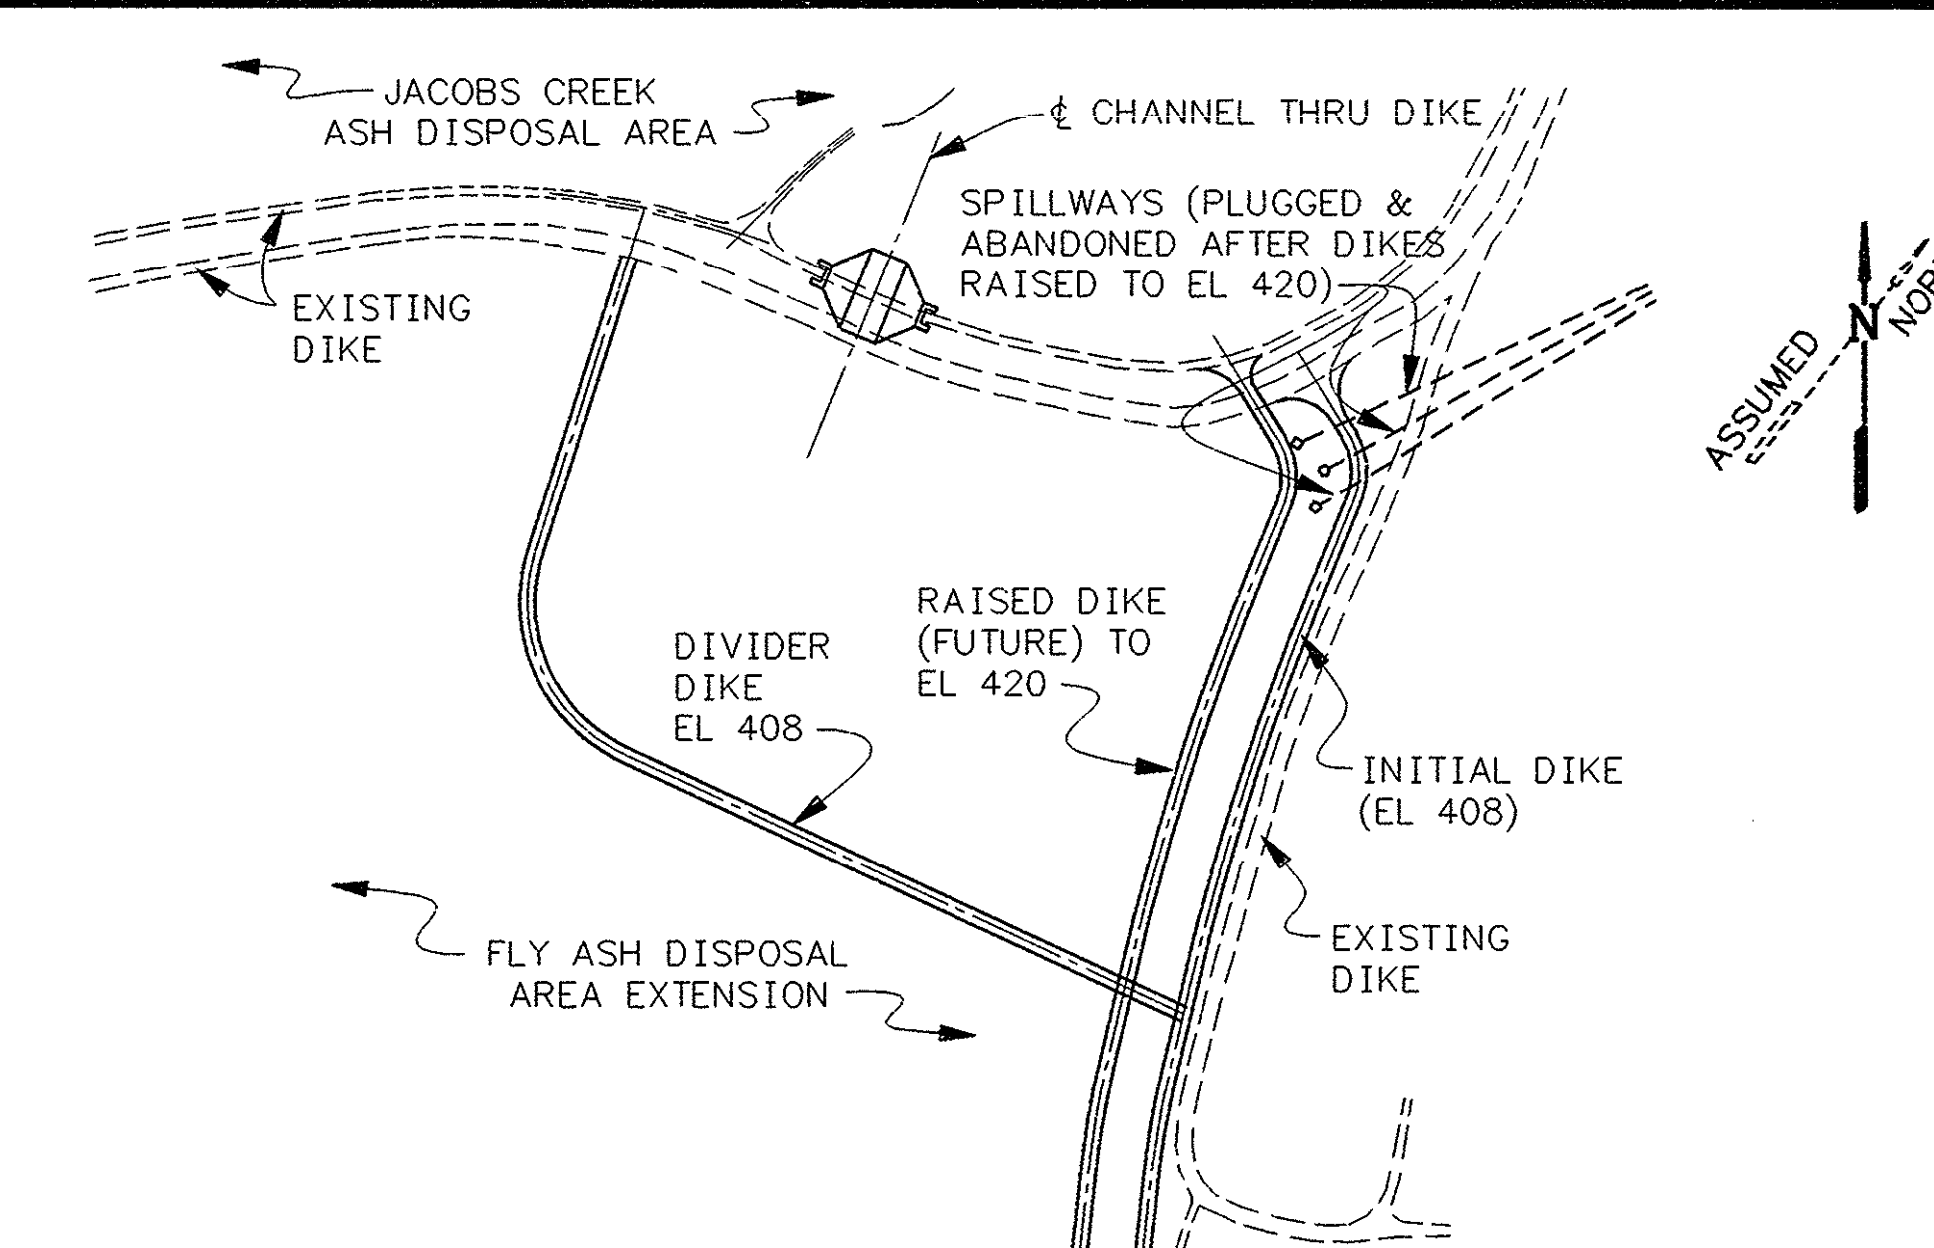 JACOBS CREEK
ASH DISPOSAL AREA
℄ CHANNEL THRU DIKE
SPILLWAYS (PLUGGED &
ABANDONED AFTER DIKES
RAISED TO EL 420)
EXISTING
DIKE
N
ASSUMED
RAISED DIKE
(FUTURE) TO
EL 420
DIVIDER
DIKE
EL 408
INITIAL DIKE
(EL 408)
EXISTING
DIKE
FLY ASH DISPOSAL
AREA EXTENSION